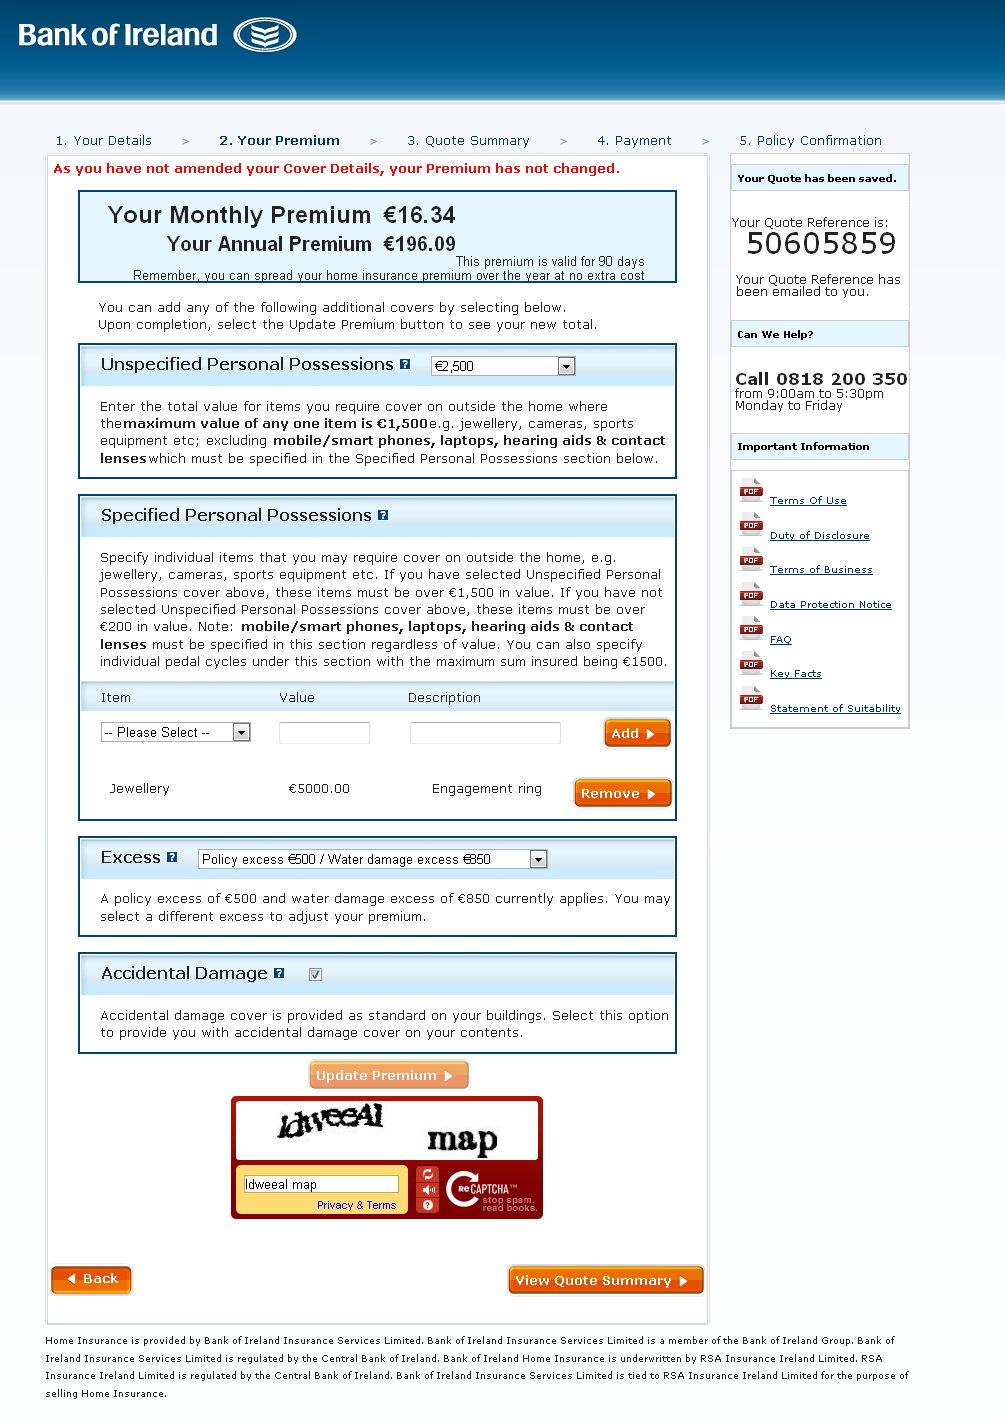 Bank of Ireland
1. Your Details > 2. Your Premium > 3. Quote Summary > 4. Payment > 5. Policy Confirmation
As you have not amended your Cover Details, your Premium has not changed.
Your Monthly Premium €16.34
Your Annual Premium €196.09
This premium is valid for 90 days
Remember, you can spread your home insurance premium over the year at no extra cost
You can add any of the following additional covers by selecting below.
Upon completion, select the Update Premium button to see your new total.
Unspecified Personal Possessions ? €2,500
Enter the total value for items you require cover on outside the home where
themaximum value of any one item is €1,500e.g. jewellery, cameras, sports
equipment etc; excluding mobile/smart phones, laptops, hearing aids & contact
lenseswhich must be specified in the Specified Personal Possessions section below.
Specified Personal Possessions ?
Specify individual items that you may require cover on outside the home, e.g.
jewellery, cameras, sports equipment etc. If you have selected Unspecified Personal
Possessions cover above, these items must be over €1,500 in value. If you have not
selected Unspecified Personal Possessions cover above, these items must be over
€200 in value. Note: mobile/smart phones, laptops, hearing aids & contact
lenses must be specified in this section regardless of value. You can also specify
individual pedal cycles under this section with the maximum sum insured being €1500.
Item Value Description
-- Please Select -- Add
Jewellery €5000.00 Engagement ring Remove
Excess ? Policy excess €500 / Water damage excess €850
A policy excess of €500 and water damage excess of €850 currently applies. You may
select a different excess to adjust your premium.
Accidental Damage ?
Accidental damage cover is provided as standard on your buildings. Select this option
to provide you with accidental damage cover on your contents.
Update Premium
IdweeAl map
Idweeal map
Privacy & Terms
?
reCAPTCHA™
stop spam.
read books.
Back
View Quote Summary
Your Quote has been saved.
Your Quote Reference is:
50605859
Your Quote Reference has
been emailed to you.
Can We Help?
Call 0818 200 350
from 9:00am to 5:30pm
Monday to Friday
Important Information
PDF Terms Of Use
PDF Duty of Disclosure
PDF Terms of Business
PDF Data Protection Notice
PDF FAQ
PDF Key Facts
PDF Statement of Suitability
Home Insurance is provided by Bank of Ireland Insurance Services Limited. Bank of Ireland Insurance Services Limited is a member of the Bank of Ireland Group. Bank of
Ireland Insurance Services Limited is regulated by the Central Bank of Ireland. Bank of Ireland Home Insurance is underwritten by RSA Insurance Ireland Limited. RSA
Insurance Ireland Limited is regulated by the Central Bank of Ireland. Bank of Ireland Insurance Services Limited is tied to RSA Insurance Ireland Limited for the purpose of
selling Home Insurance.